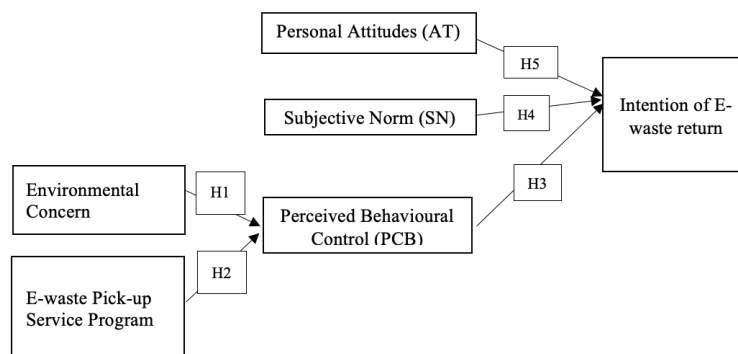 Personal Attitudes (AT)
H5
Intention of E-
waste return
Subjective Norm (SN)
H4
H3
Environmental
Concern
H1
Perceived Behavioural
Control (PCB)
H2
E-waste Pick-up
Service Program